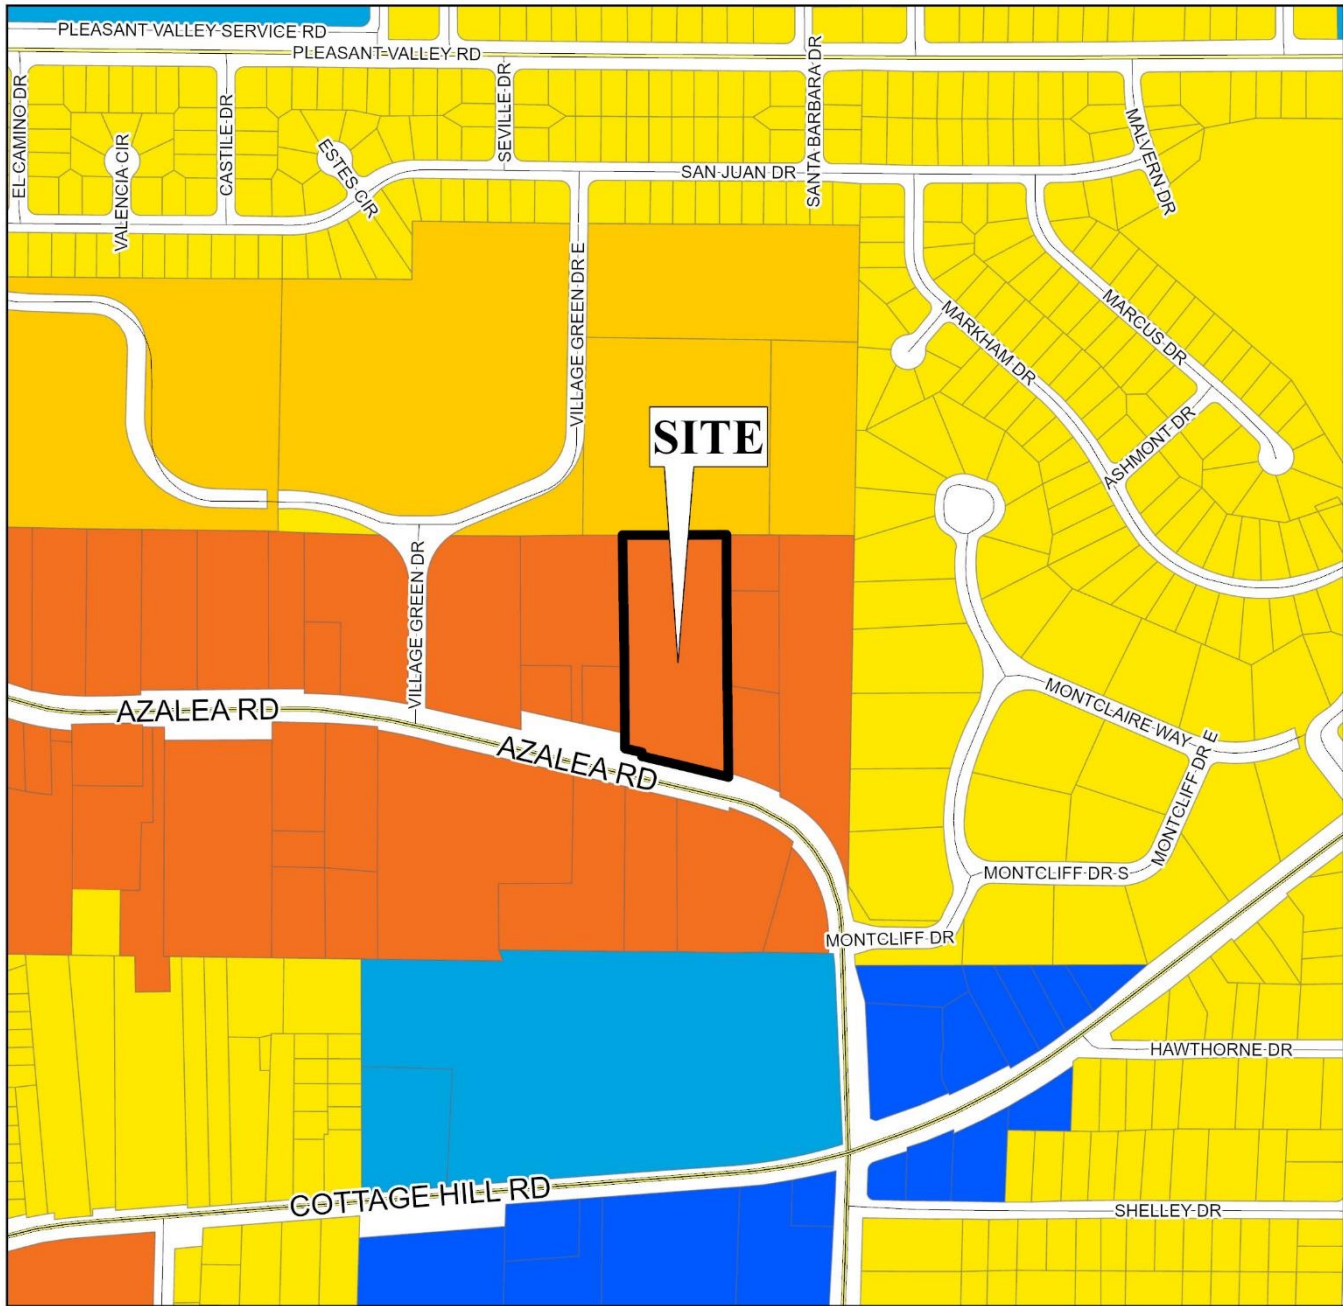 PLEASANT VALLEY SERVICE RD
PLEASANT VALLEY RD
EL CAMINO DR
VALENCIA CIR
CASTILE DR
ESTES CIR
SEVILLE DR
SANTA BARBARA DR
SAN JUAN DR
MALVERN DR
VILLAGE GREEN DR E
MARCUS DR
MARKHAM DR
ASHMONT DR
SITE
VILLAGE GREEN DR
AZALEA RD
AZALEA RD
MONTCLAIRE WAY
MONTCLIFF DR E
MONTCLIFF DR S
MONTCLIFF DR
HAWTHORNE DR
COTTAGE HILL RD
SHELLEY DR